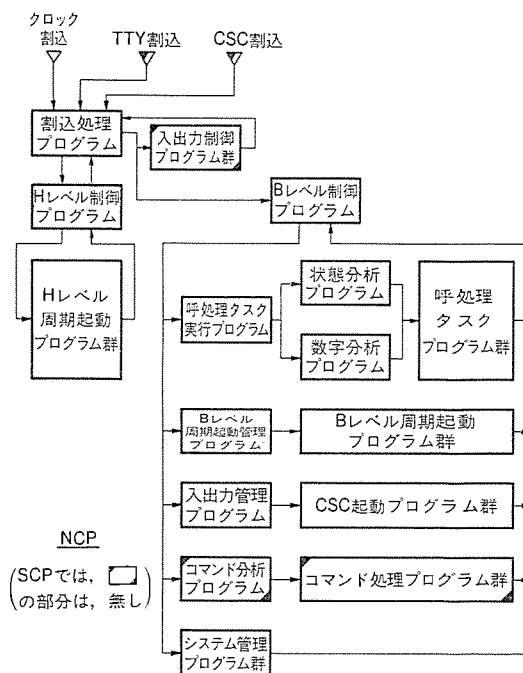 クロック
割込
TTY割込
CSC割込
割込処理
プログラム
入出力制御
プログラム群
Hレベル制御
プログラム
Bレベル制御
プログラム
Hレベル
周期起動
プログラム群
呼処理タスク
実行プログラム
状態分析
プログラム
数字分析
プログラム
呼処理
タスク
プログラム群
Bレベル
周期起動管理
プログラム
Bレベル周期起動
プログラム群
入出力管理
プログラム
CSC起動プログラム群
コマンド分析
プログラム
コマンド処理プログラム群
システム管理
プログラム群
NCP
(SCPでは,
の部分は,無し)